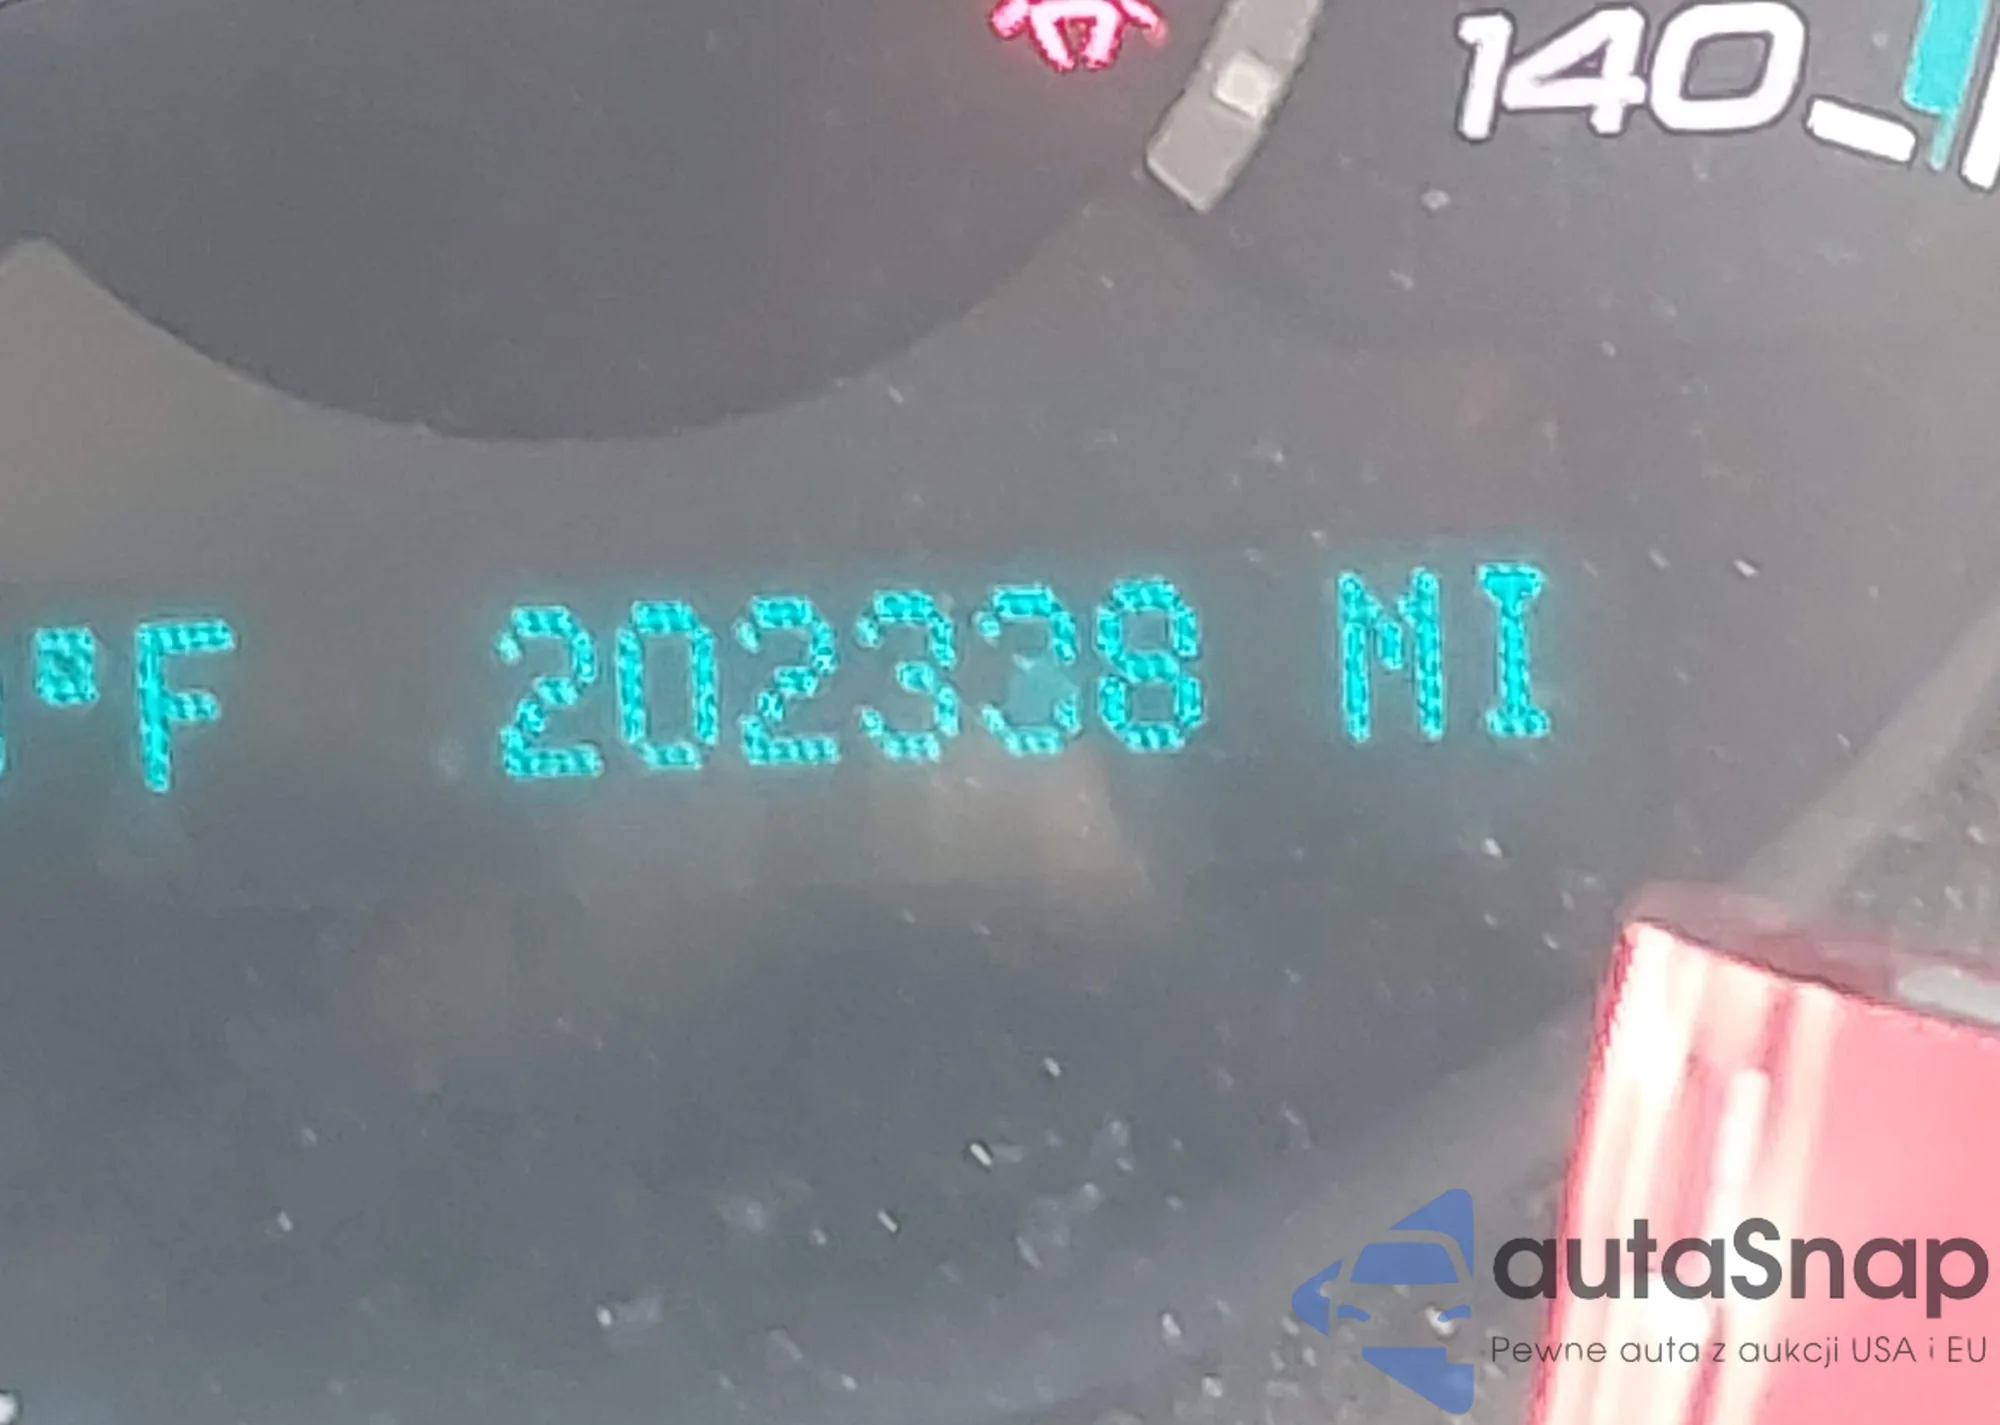 140
°F 202338 MI
autaSnap
Pewne auta z aukcji USA i EU